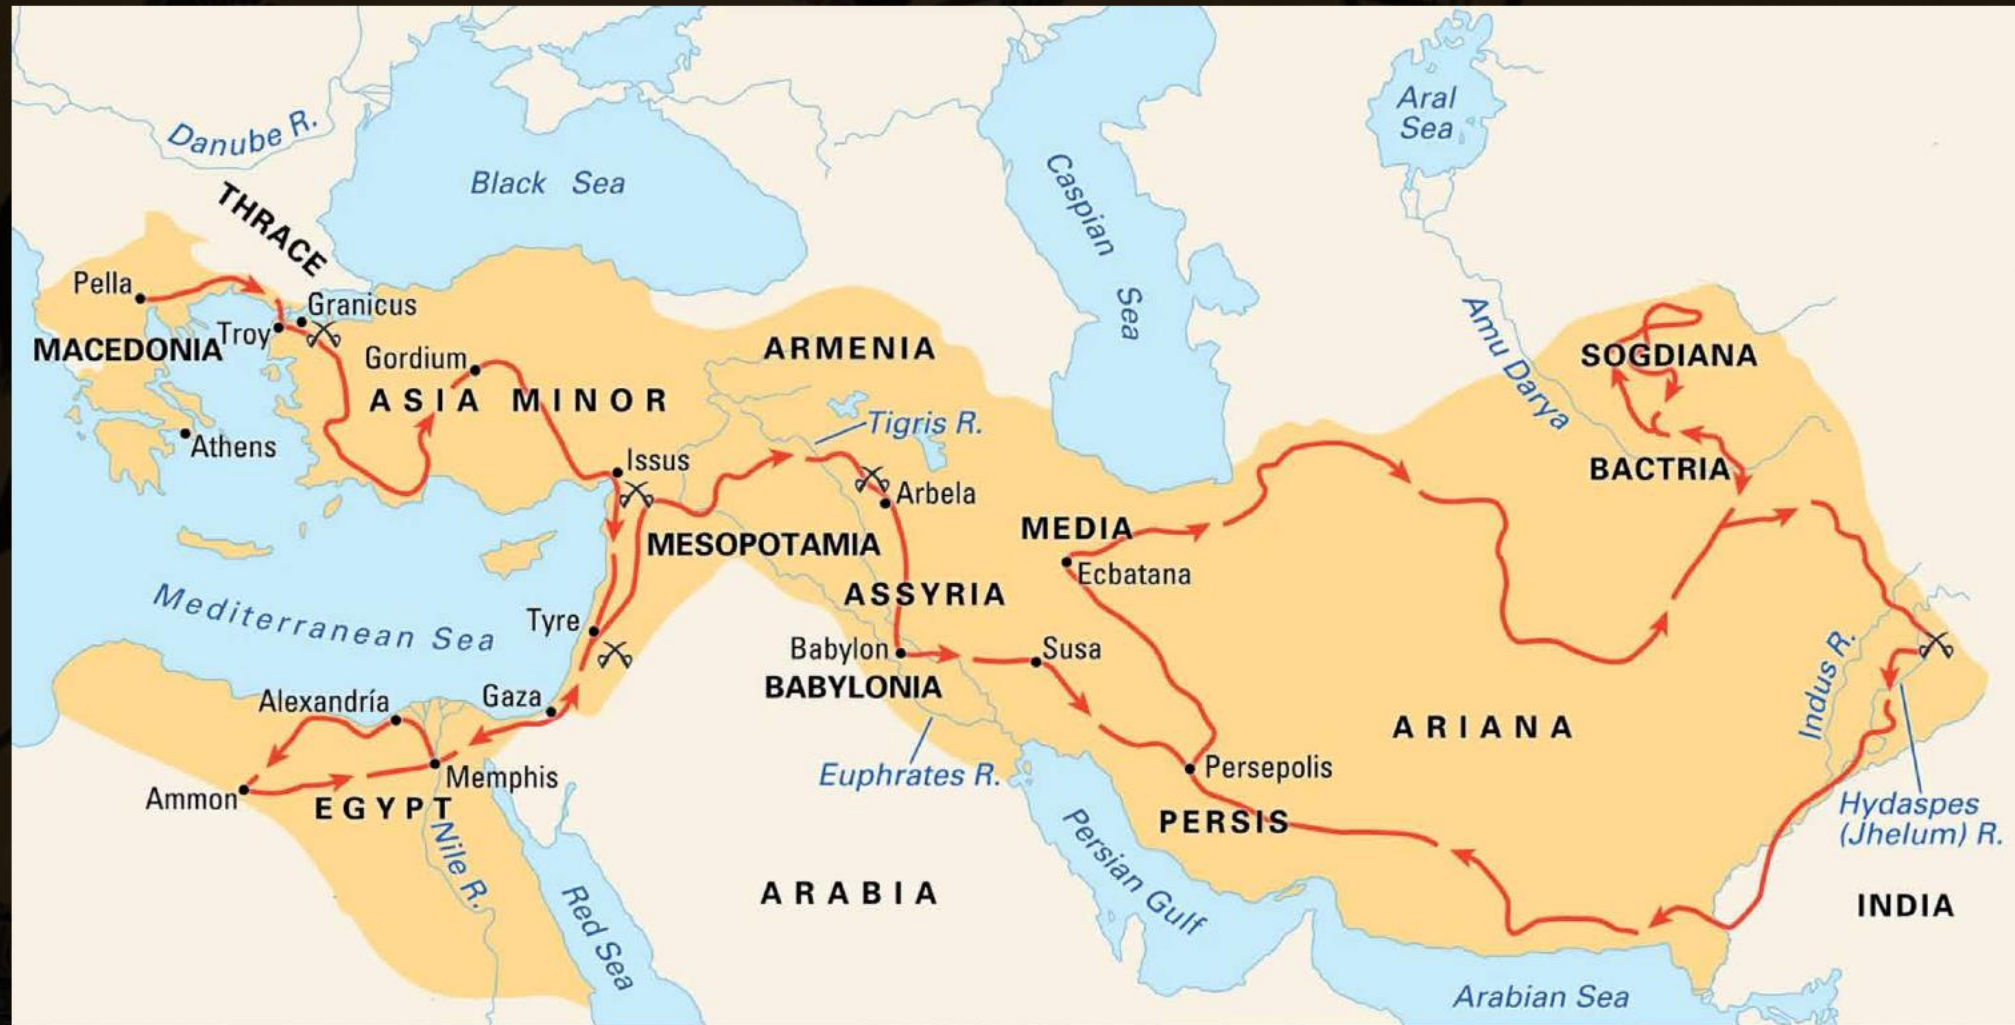 Danube R.
THRACE
Black Sea
Caspian Sea
Aral
Sea
Amu Darya
Pella
MACEDONIA
Troy
Granicus
Gordium
ASIA MINOR
ARMENIA
SOGDIANA
Athens
Tigris R.
BACTRIA
Issus
Arbela
MESOPOTAMIA
MEDIA
Ecbatana
ASSYRIA
Mediterranean Sea
Tyre
Babylon
BABYLONIA
Susa
Indus R.
Alexandría
Gaza
ARIANA
Memphis
Ammon
EGYPT
Nile R.
Euphrates R.
Persepolis
PERSIS
Hydaspes
(Jhelum) R.
Persian Gulf
Red Sea
ARABIA
INDIA
Arabian Sea